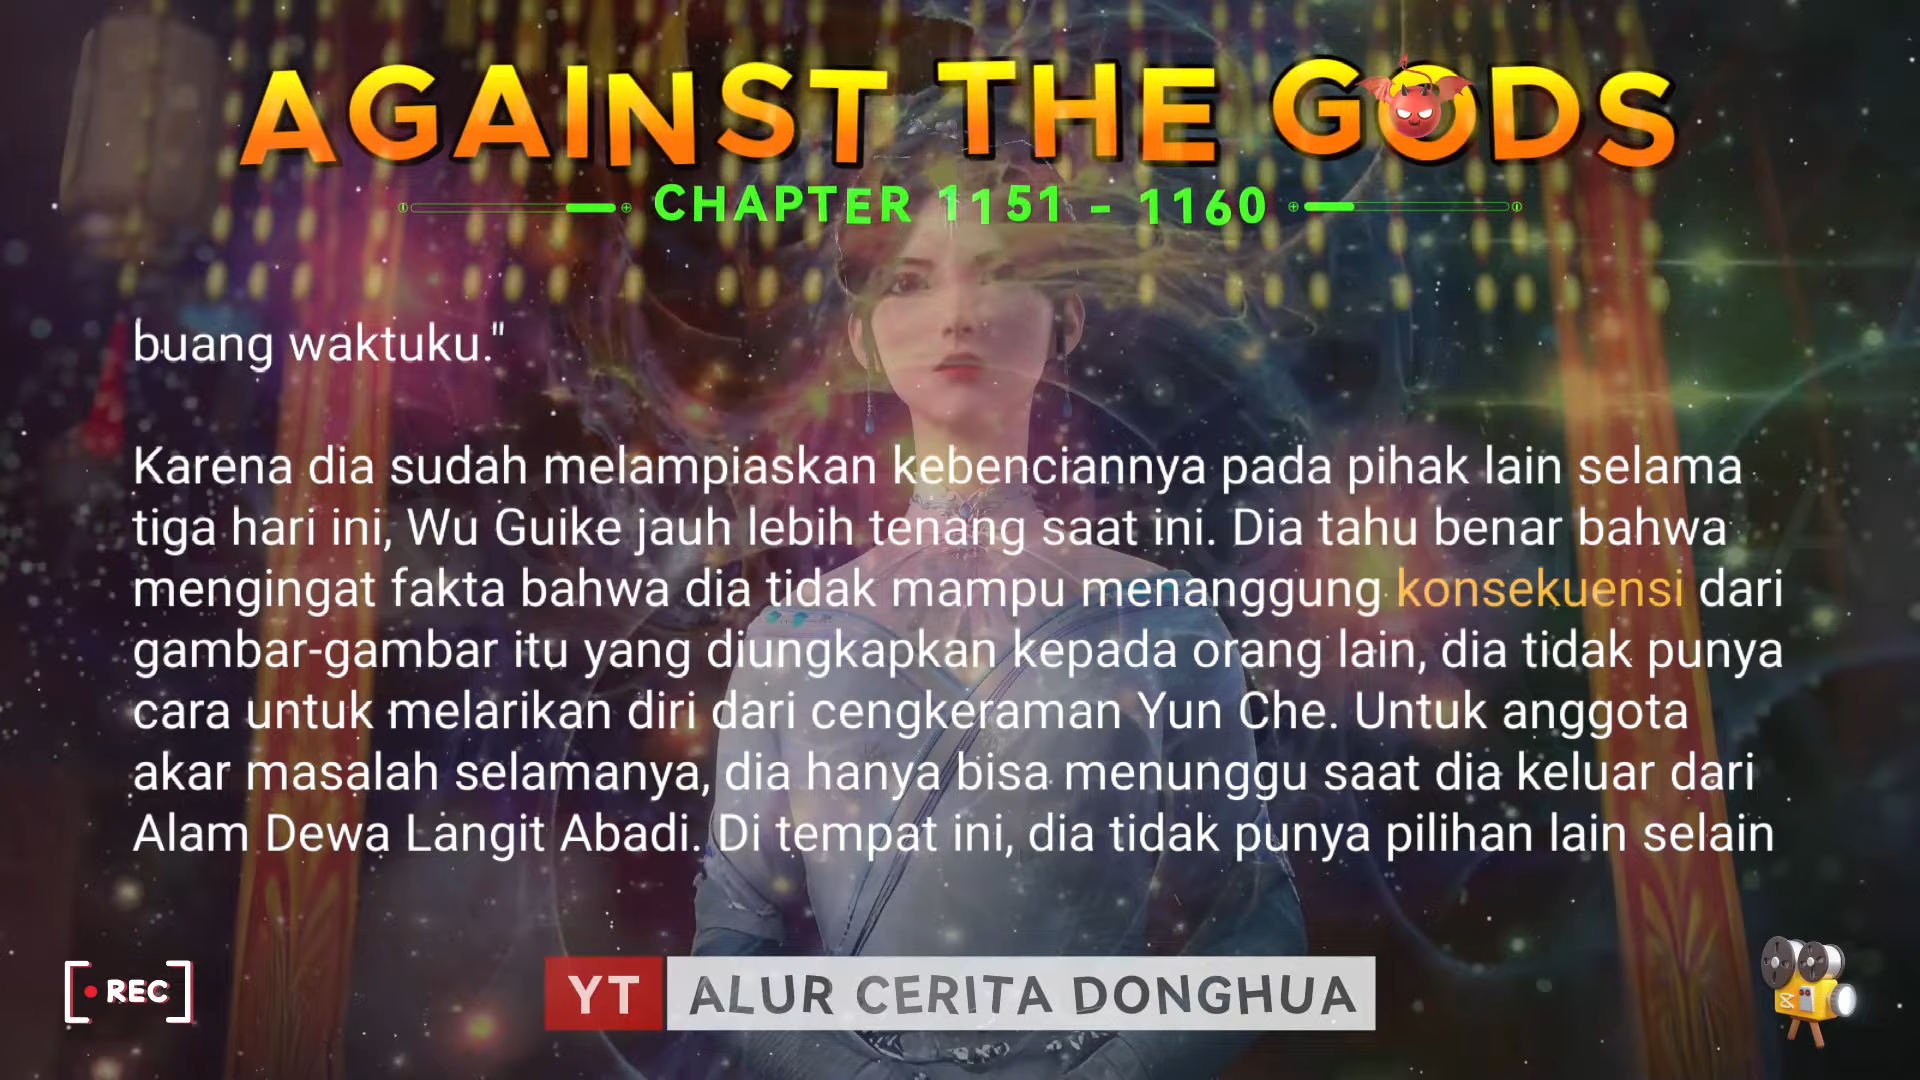 AGAINST THE GODS
CHAPTER 1151 - 1160
buang waktuku."
Karena dia sudah melampiaskan kebenciannya pada pihak lain selama
tiga hari ini, Wu Guike jauh lebih tenang saat ini. Dia tahu benar bahwa
mengingat fakta bahwa dia tidak mampu menanggung konsekuensi dari
gambar-gambar itu yang diungkapkan kepada orang lain, dia tidak punya
cara untuk melarikan diri dari cengkeraman Yun Che. Untuk anggota
akar masalah selamanya, dia hanya bisa menunggu saat dia keluar dari
Alam Dewa Langit Abadi. Di tempat ini, dia tidak punya pilihan lain selain
REC
YT ALUR CERITA DONGHUA